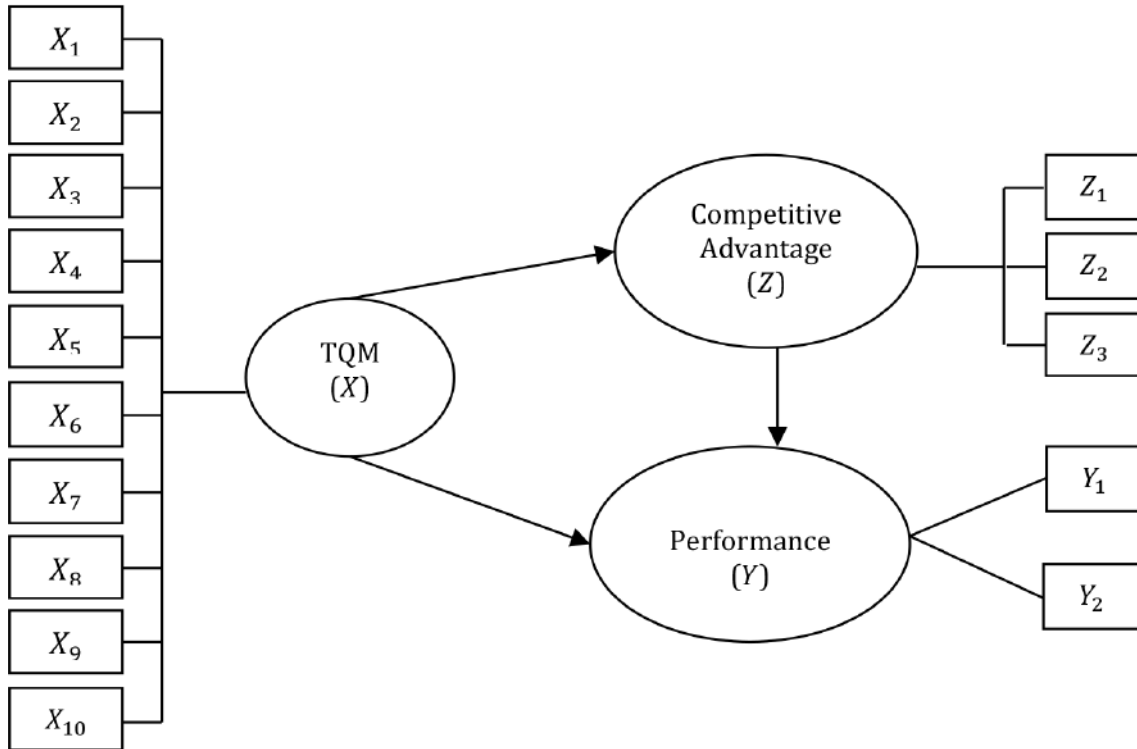 X₁
X₂
X₃
X₄
X₅
X₆
X₇
X₈
X₉
X₁₀
TQM
(X)
Competitive
Advantage
(Z)
Performance
(Y)
Z₁
Z₂
Z₃
Y₁
Y₂